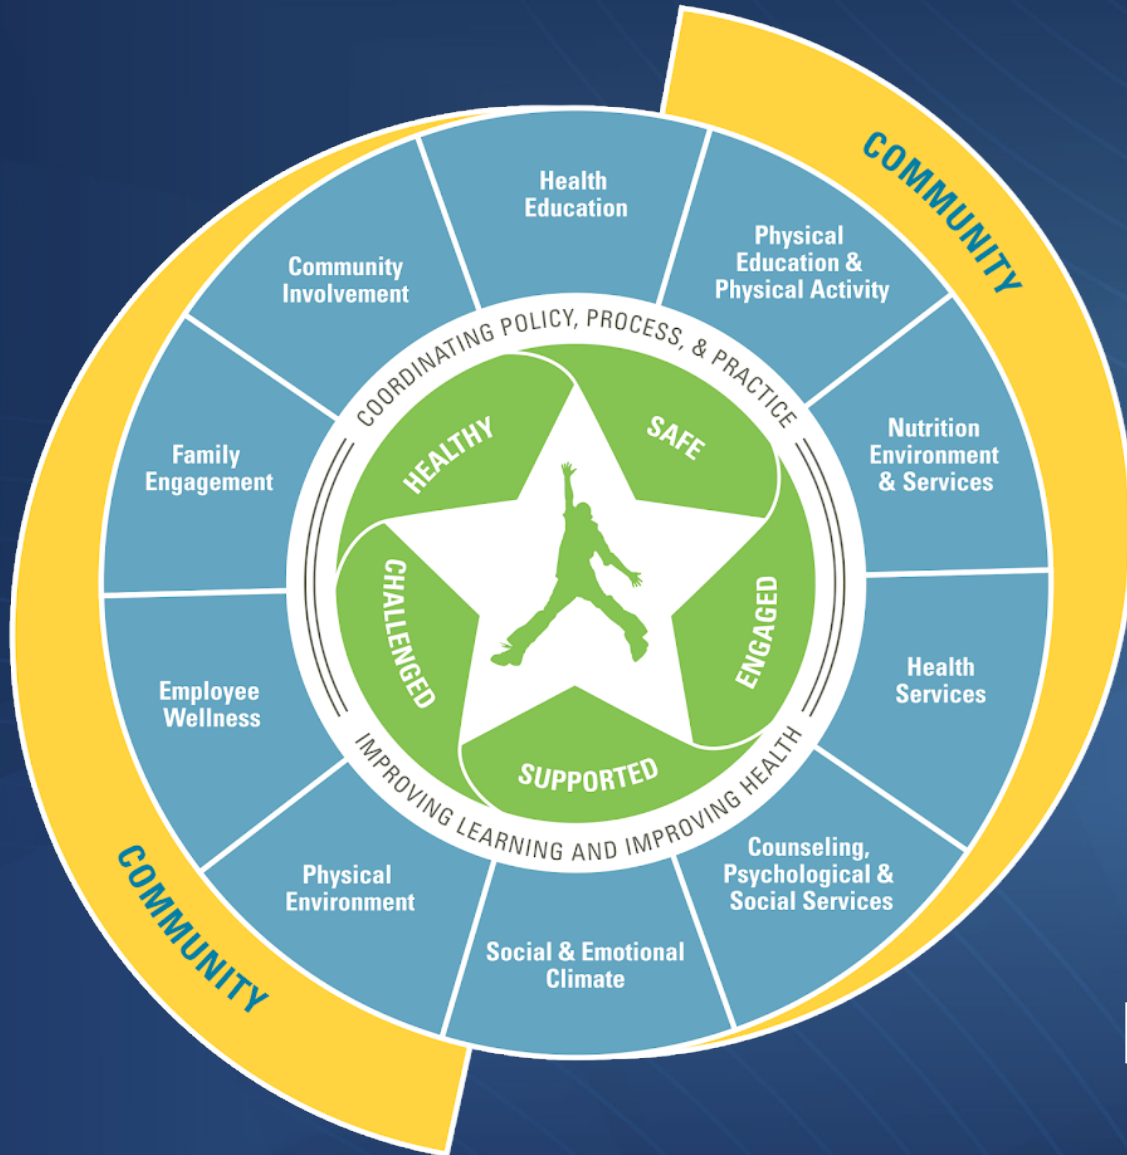 COMMUNITY
Health
Education
Physical
Education &
Physical Activity
Nutrition
Environment
& Services
Health
Services
Counseling,
Psychological &
Social Services
Social & Emotional
Climate
Physical
Environment
Employee
Wellness
Family
Engagement
Community
Involvement
COORDINATING POLICY, PROCESS, & PRACTICE
IMPROVING LEARNING AND IMPROVING HEALTH
HEALTHY
SAFE
ENGAGED
SUPPORTED
CHALLENGED
COMMUNITY